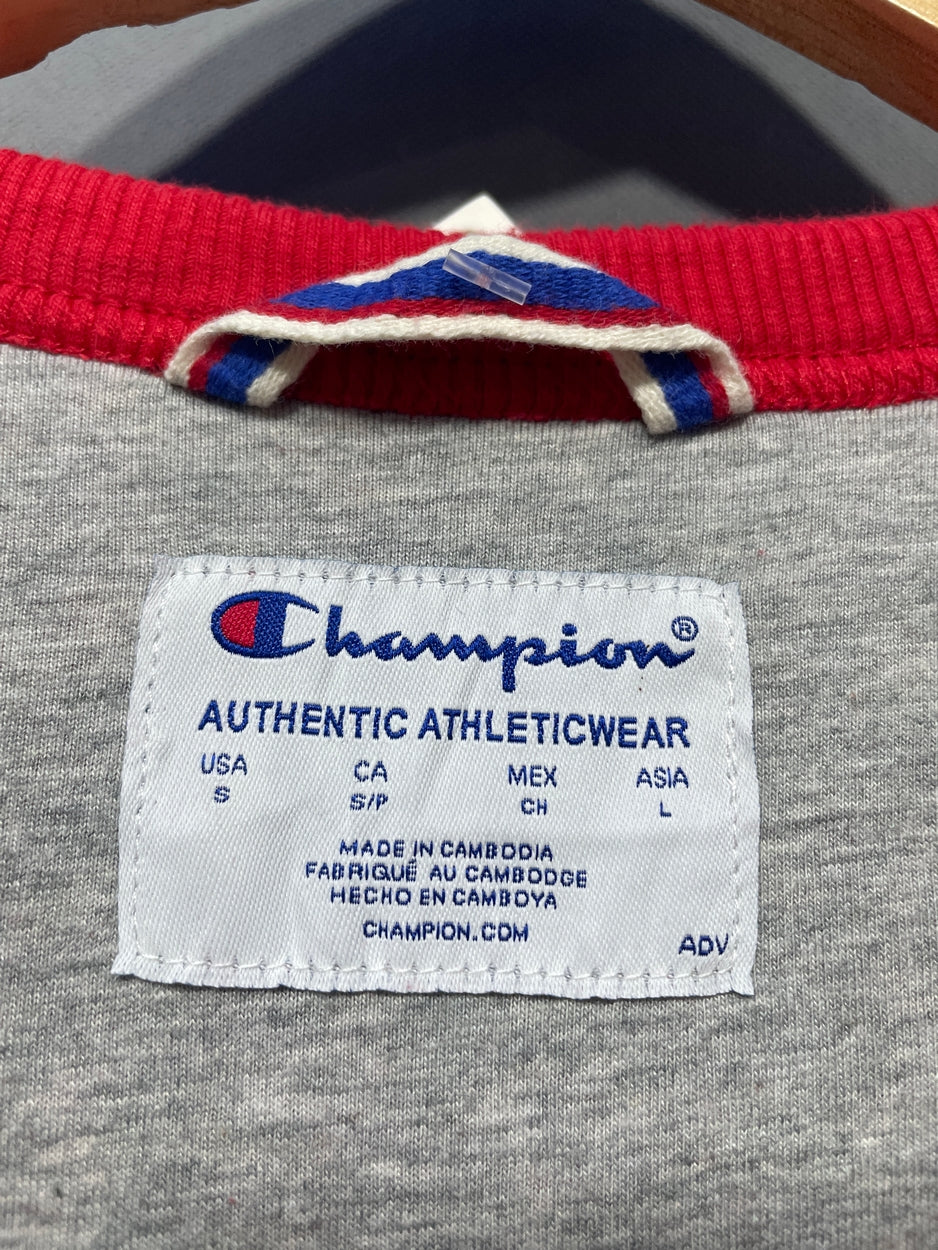 Champion®
AUTHENTIC ATHLETICWEAR
USA CA MEX ASIA
S S/P CH L
MADE IN CAMBODIA
FABRIQUÉ AU CAMBODGE
HECHO EN CAMBOYA
CHAMPION.COM
ADV